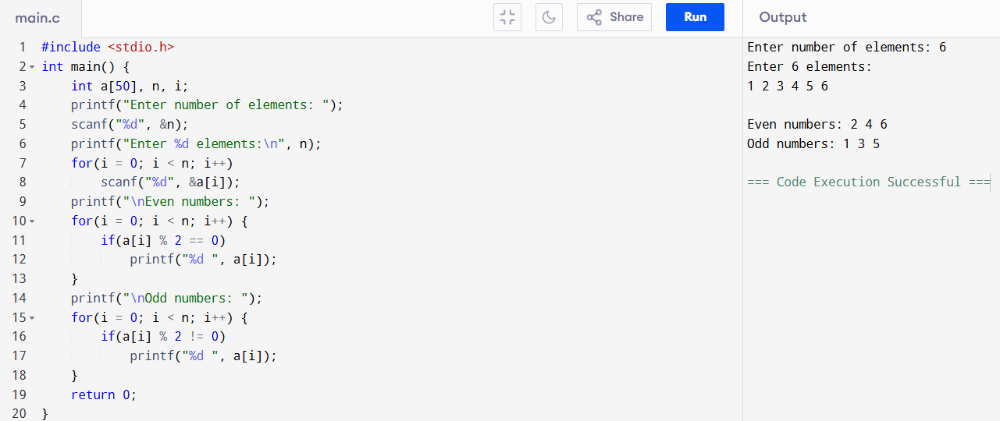 main.c
Share
Run
Output
1 #include <stdio.h>
2 int main() {
3     int a[50], n, i;
4     printf("Enter number of elements: ");
5     scanf("%d", &n);
6     printf("Enter %d elements:\n", n);
7     for(i = 0; i < n; i++)
8         scanf("%d", &a[i]);
9     printf("\nEven numbers: ");
10     for(i = 0; i < n; i++) {
11         if(a[i] % 2 == 0)
12             printf("%d ", a[i]);
13     }
14     printf("\nOdd numbers: ");
15     for(i = 0; i < n; i++) {
16         if(a[i] % 2 != 0)
17             printf("%d ", a[i]);
18     }
19     return 0;
20 }
Enter number of elements: 6
Enter 6 elements:
1 2 3 4 5 6
Even numbers: 2 4 6
Odd numbers: 1 3 5
=== Code Execution Successful ===